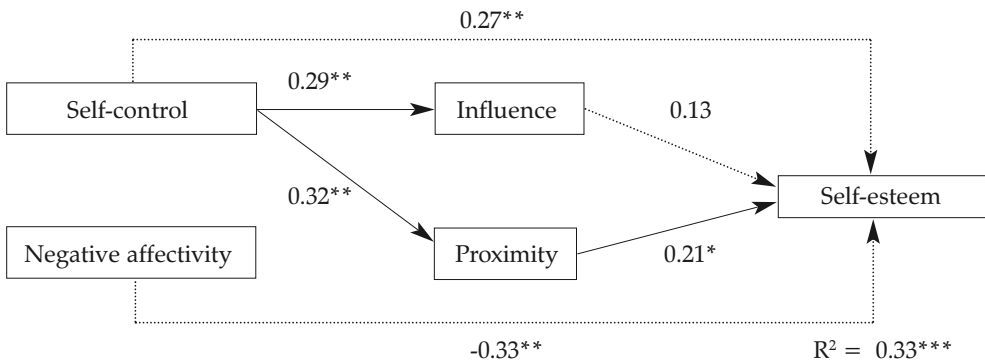 0.27**
0.29**
Self-control
Influence
0.13
0.32**
Self-esteem
Negative affectivity
Proximity
0.21*
-0.33**
R² = 0.33***